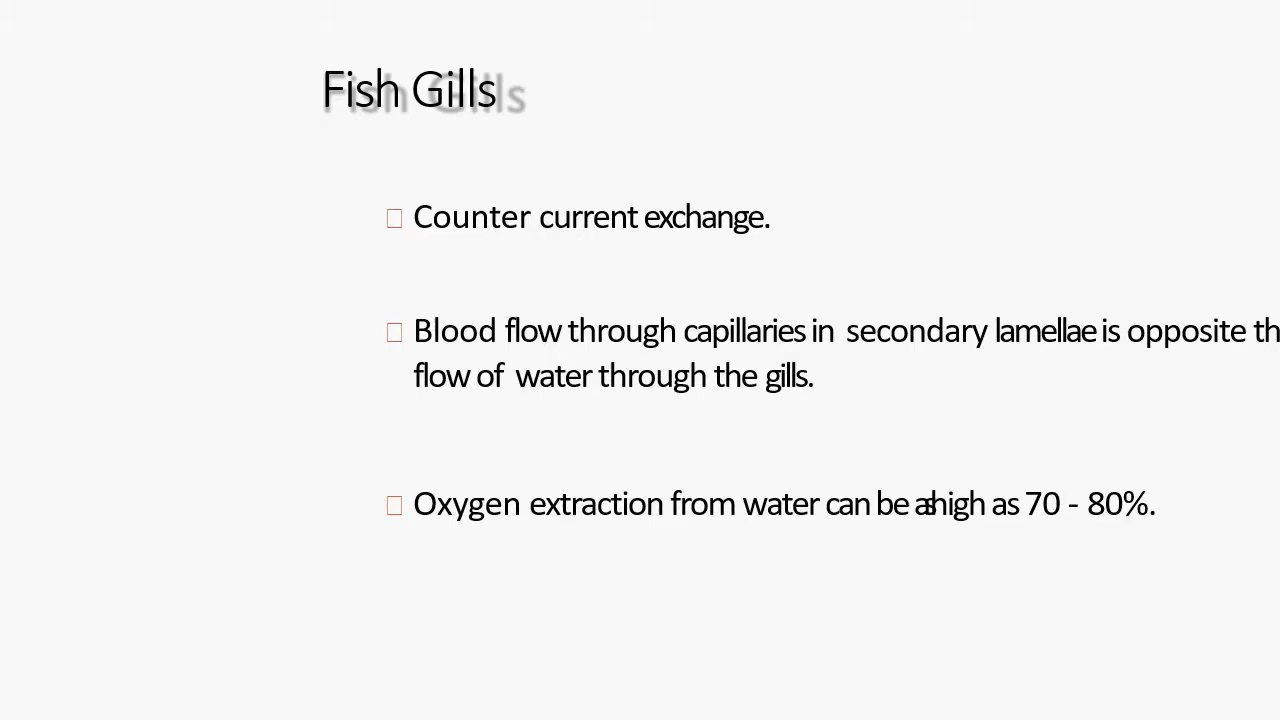 Fish Gills
Counter current exchange.
Blood flow through capillaries in secondary lamellae is opposite th
flow of water through the gills.
Oxygen extraction from water can be as high as 70 - 80%.